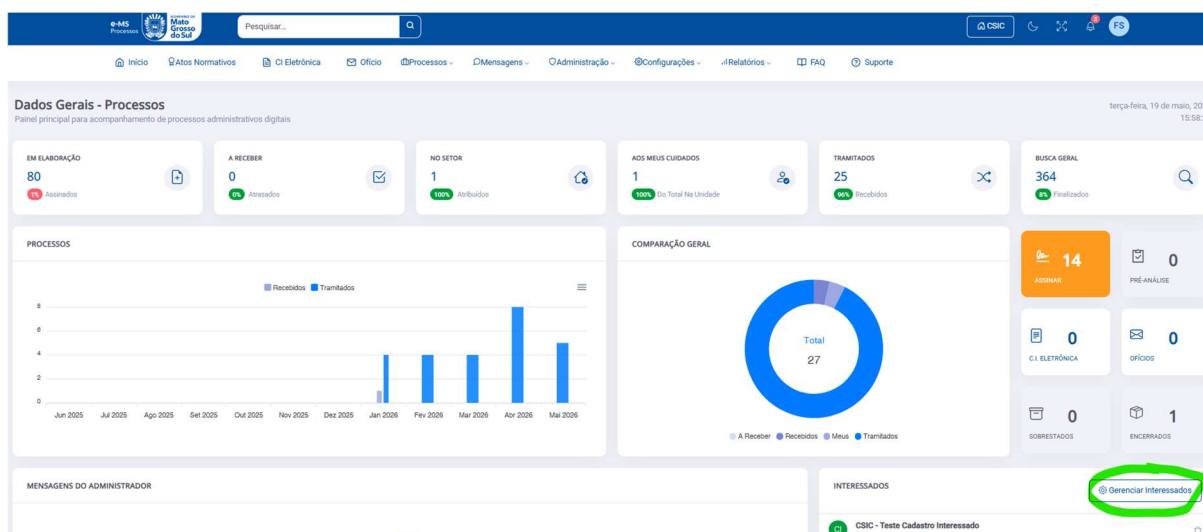 e-MS
Processos
GOVERNO DE
Mato
Grosso
do Sul
Pesquisar...
CSIC
3
FS
Início
Atos Normativos
CI Eletrônica
Ofício
Processos
Mensagens
Administração
Configurações
Relatórios
FAQ
Suporte
Dados Gerais - Processos
Painel principal para acompanhamento de processos administrativos digitais
terça-feira, 19 de maio, 20
15:58:
EM ELABORAÇÃO
80
1% Assinados
A RECEBER
0
0% Atrasados
NO SETOR
1
100% Atribuídos
AOS MEUS CUIDADOS
1
100% Do Total Na Unidade
TRAMITADOS
25
96% Recebidos
BUSCA GERAL
364
8% Finalizados
PROCESSOS
Recebidos Tramitados
8
6
4
2
0
Jun 2025 Jul 2025 Ago 2025 Set 2025 Out 2025 Nov 2025 Dez 2025 Jan 2026 Fev 2026 Mar 2026 Abr 2026 Mai 2026
COMPARAÇÃO GERAL
Total
27
A Receber Recebidos Meus Tramitados
14
ASSINAR
0
PRÉ-ANÁLISE
0
C.I. ELETRÔNICA
0
OFÍCIOS
0
SOBRESTADOS
1
ENCERRADOS
MENSAGENS DO ADMINISTRADOR
INTERESSADOS
Gerenciar Interessados
CI
CSIC - Teste Cadastro Interessado